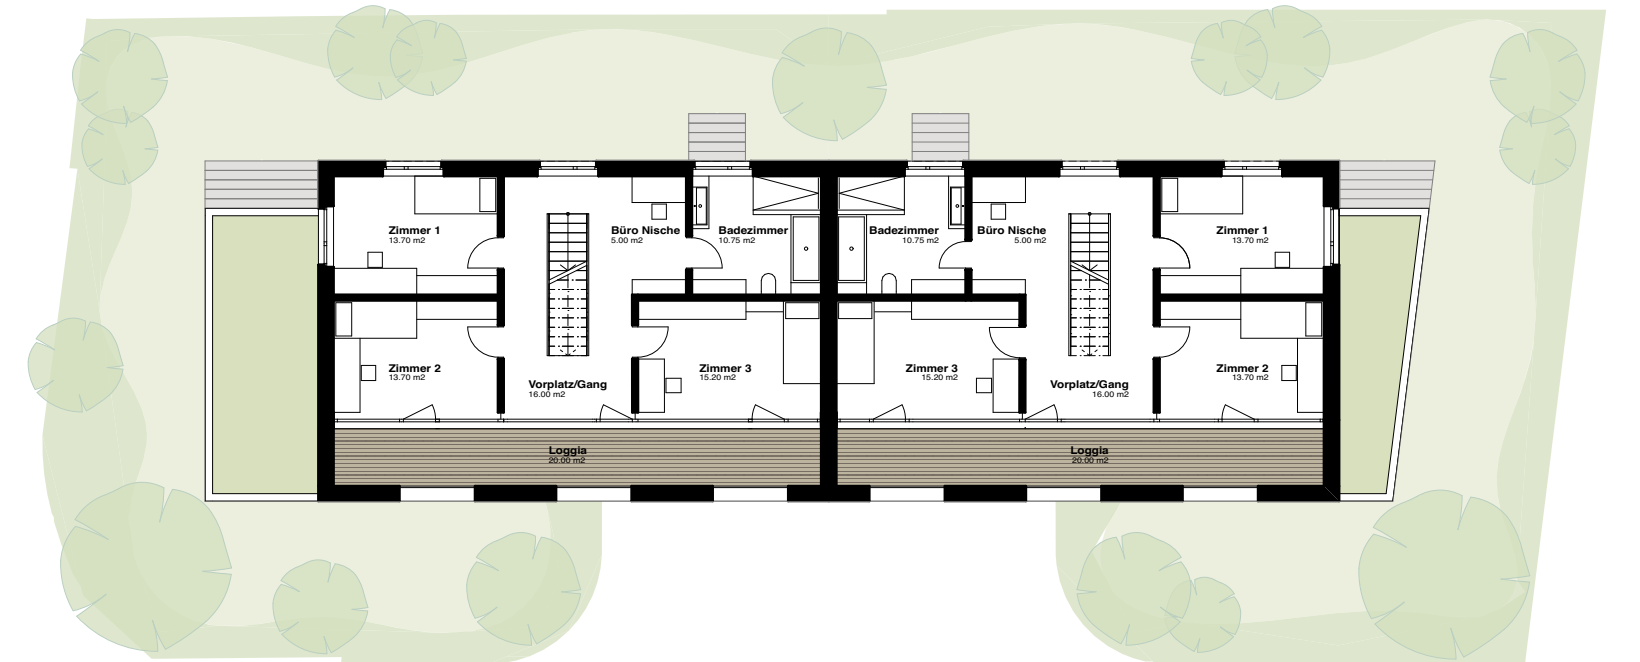 Zimmer 1
13.70 m2
Büro Nische
5.00 m2
Badezimmer
10.75 m2
Badezimmer
10.75 m2
Büro Nische
5.00 m2
Zimmer 1
13.70 m2
Zimmer 2
13.70 m2
Vorplatz/Gang
16.00 m2
Zimmer 3
15.20 m2
Zimmer 3
15.20 m2
Vorplatz/Gang
16.00 m2
Zimmer 2
13.70 m2
Loggia
20.00 m2
Loggia
20.00 m2